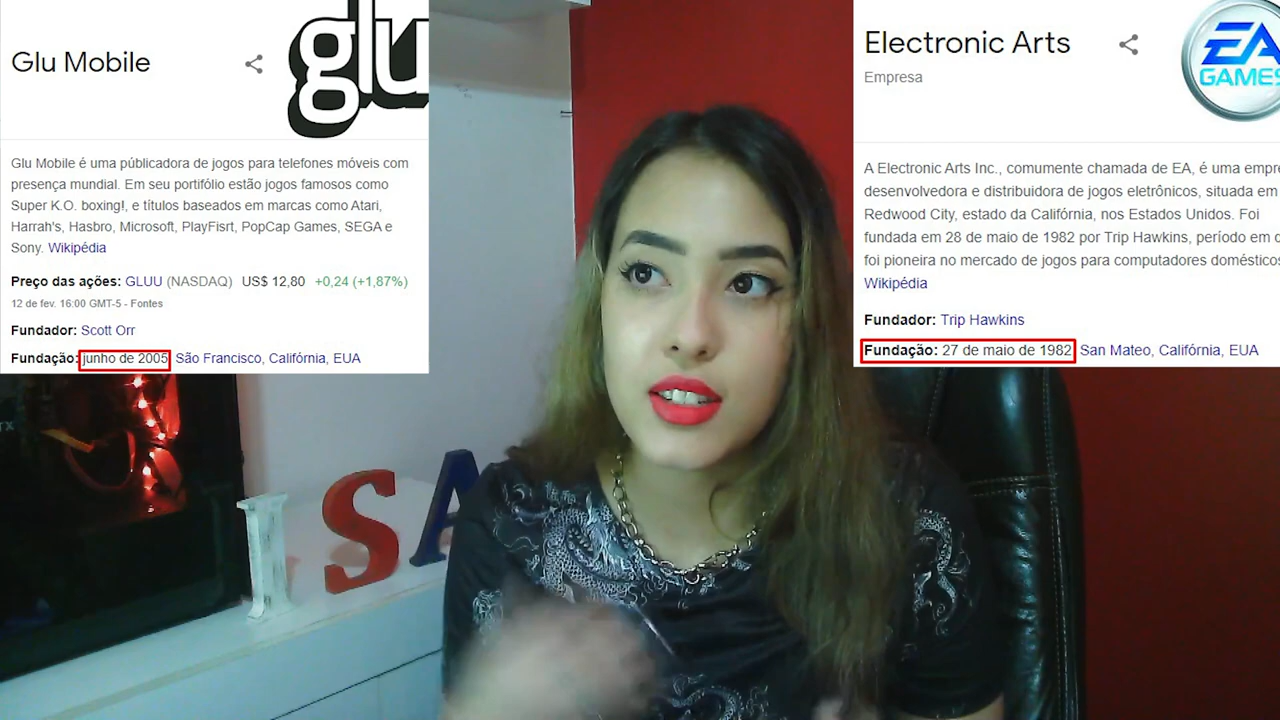 Glu Mobile
glu
Glu Mobile é uma públicadora de jogos para telefones móveis com
presença mundial. Em seu portifólio estão jogos famosos como
Super K.O. boxing!, e títulos baseados em marcas como Atari,
Harrah's, Hasbro, Microsoft, PlayFisrt, PopCap Games, SEGA e
Sony. Wikipédia
Preço das ações: GLUU (NASDAQ) US$ 12,80 +0,24 (+1,87%)
12 de fev. 16:00 GMT-5 - Fontes
Fundador: Scott Orr
Fundação: junho de 2005, São Francisco, Califórnia, EUA
Electronic Arts
Empresa
EA
GAMES
A Electronic Arts Inc., comumente chamada de EA, é uma empre
desenvolvedora e distribuidora de jogos eletrônicos, situada em
Redwood City, estado da Califórnia, nos Estados Unidos. Foi
fundada em 28 de maio de 1982 por Trip Hawkins, período em q
foi pioneira no mercado de jogos para computadores domésticos
Wikipédia
Fundador: Trip Hawkins
Fundação: 27 de maio de 1982, San Mateo, Califórnia, EUA
ISA